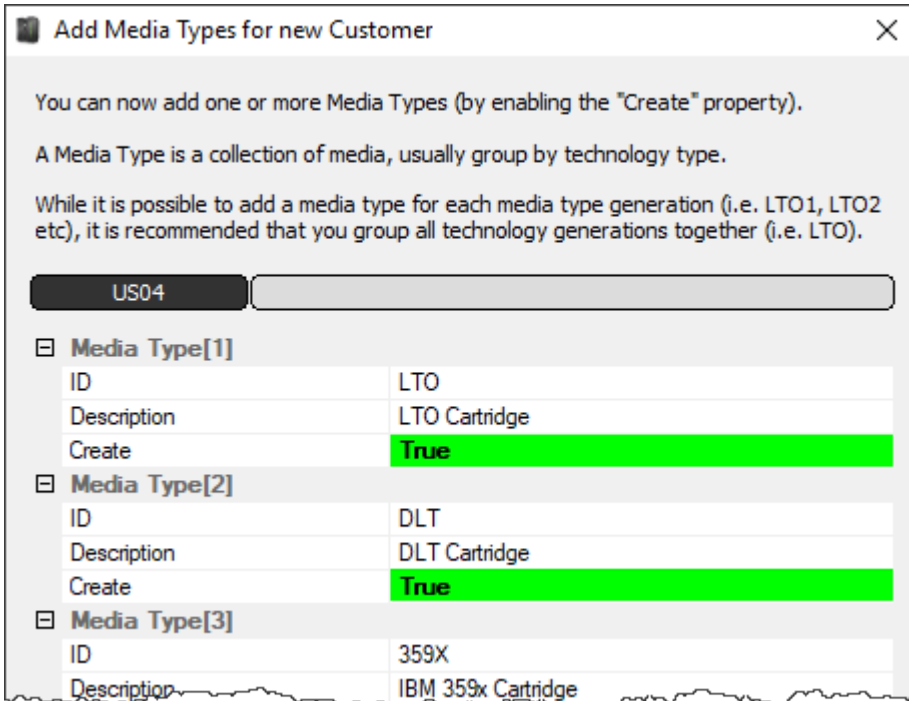 Add Media Types for new Customer
You can now add one or more Media Types (by enabling the "Create" property).
A Media Type is a collection of media, usually group by technology type.
While it is possible to add a media type for each media type generation (i.e. LTO1, LTO2
etc), it is recommended that you group all technology generations together (i.e. LTO).
US04
Media Type[1]
ID LTO
Description LTO Cartridge
Create True
Media Type[2]
ID DLT
Description DLT Cartridge
Create True
Media Type[3]
ID 359X
Description IBM 359x Cartridge